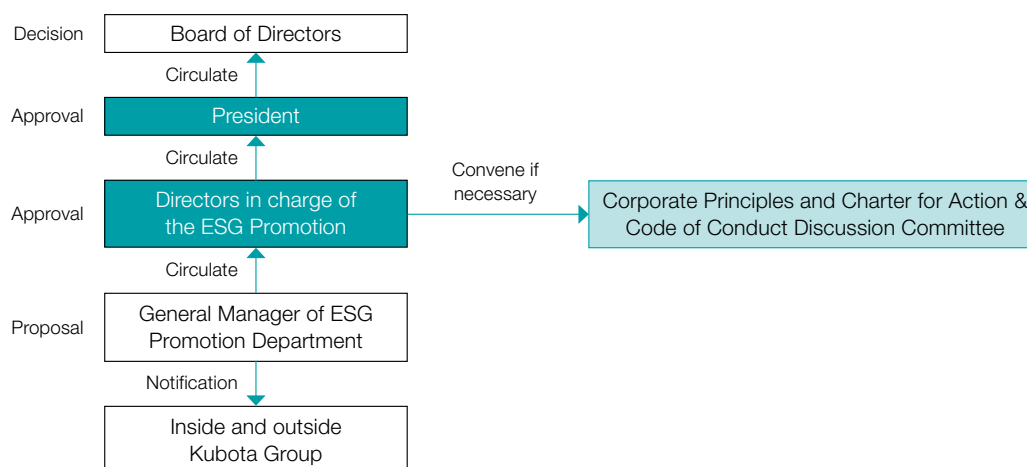 Decision
Board of Directors
Circulate
Approval
President
Circulate
Convene if
necessary
Approval
Directors in charge of
the ESG Promotion
Corporate Principles and Charter for Action &
Code of Conduct Discussion Committee
Circulate
Proposal
General Manager of ESG
Promotion Department
Notification
Inside and outside
Kubota Group